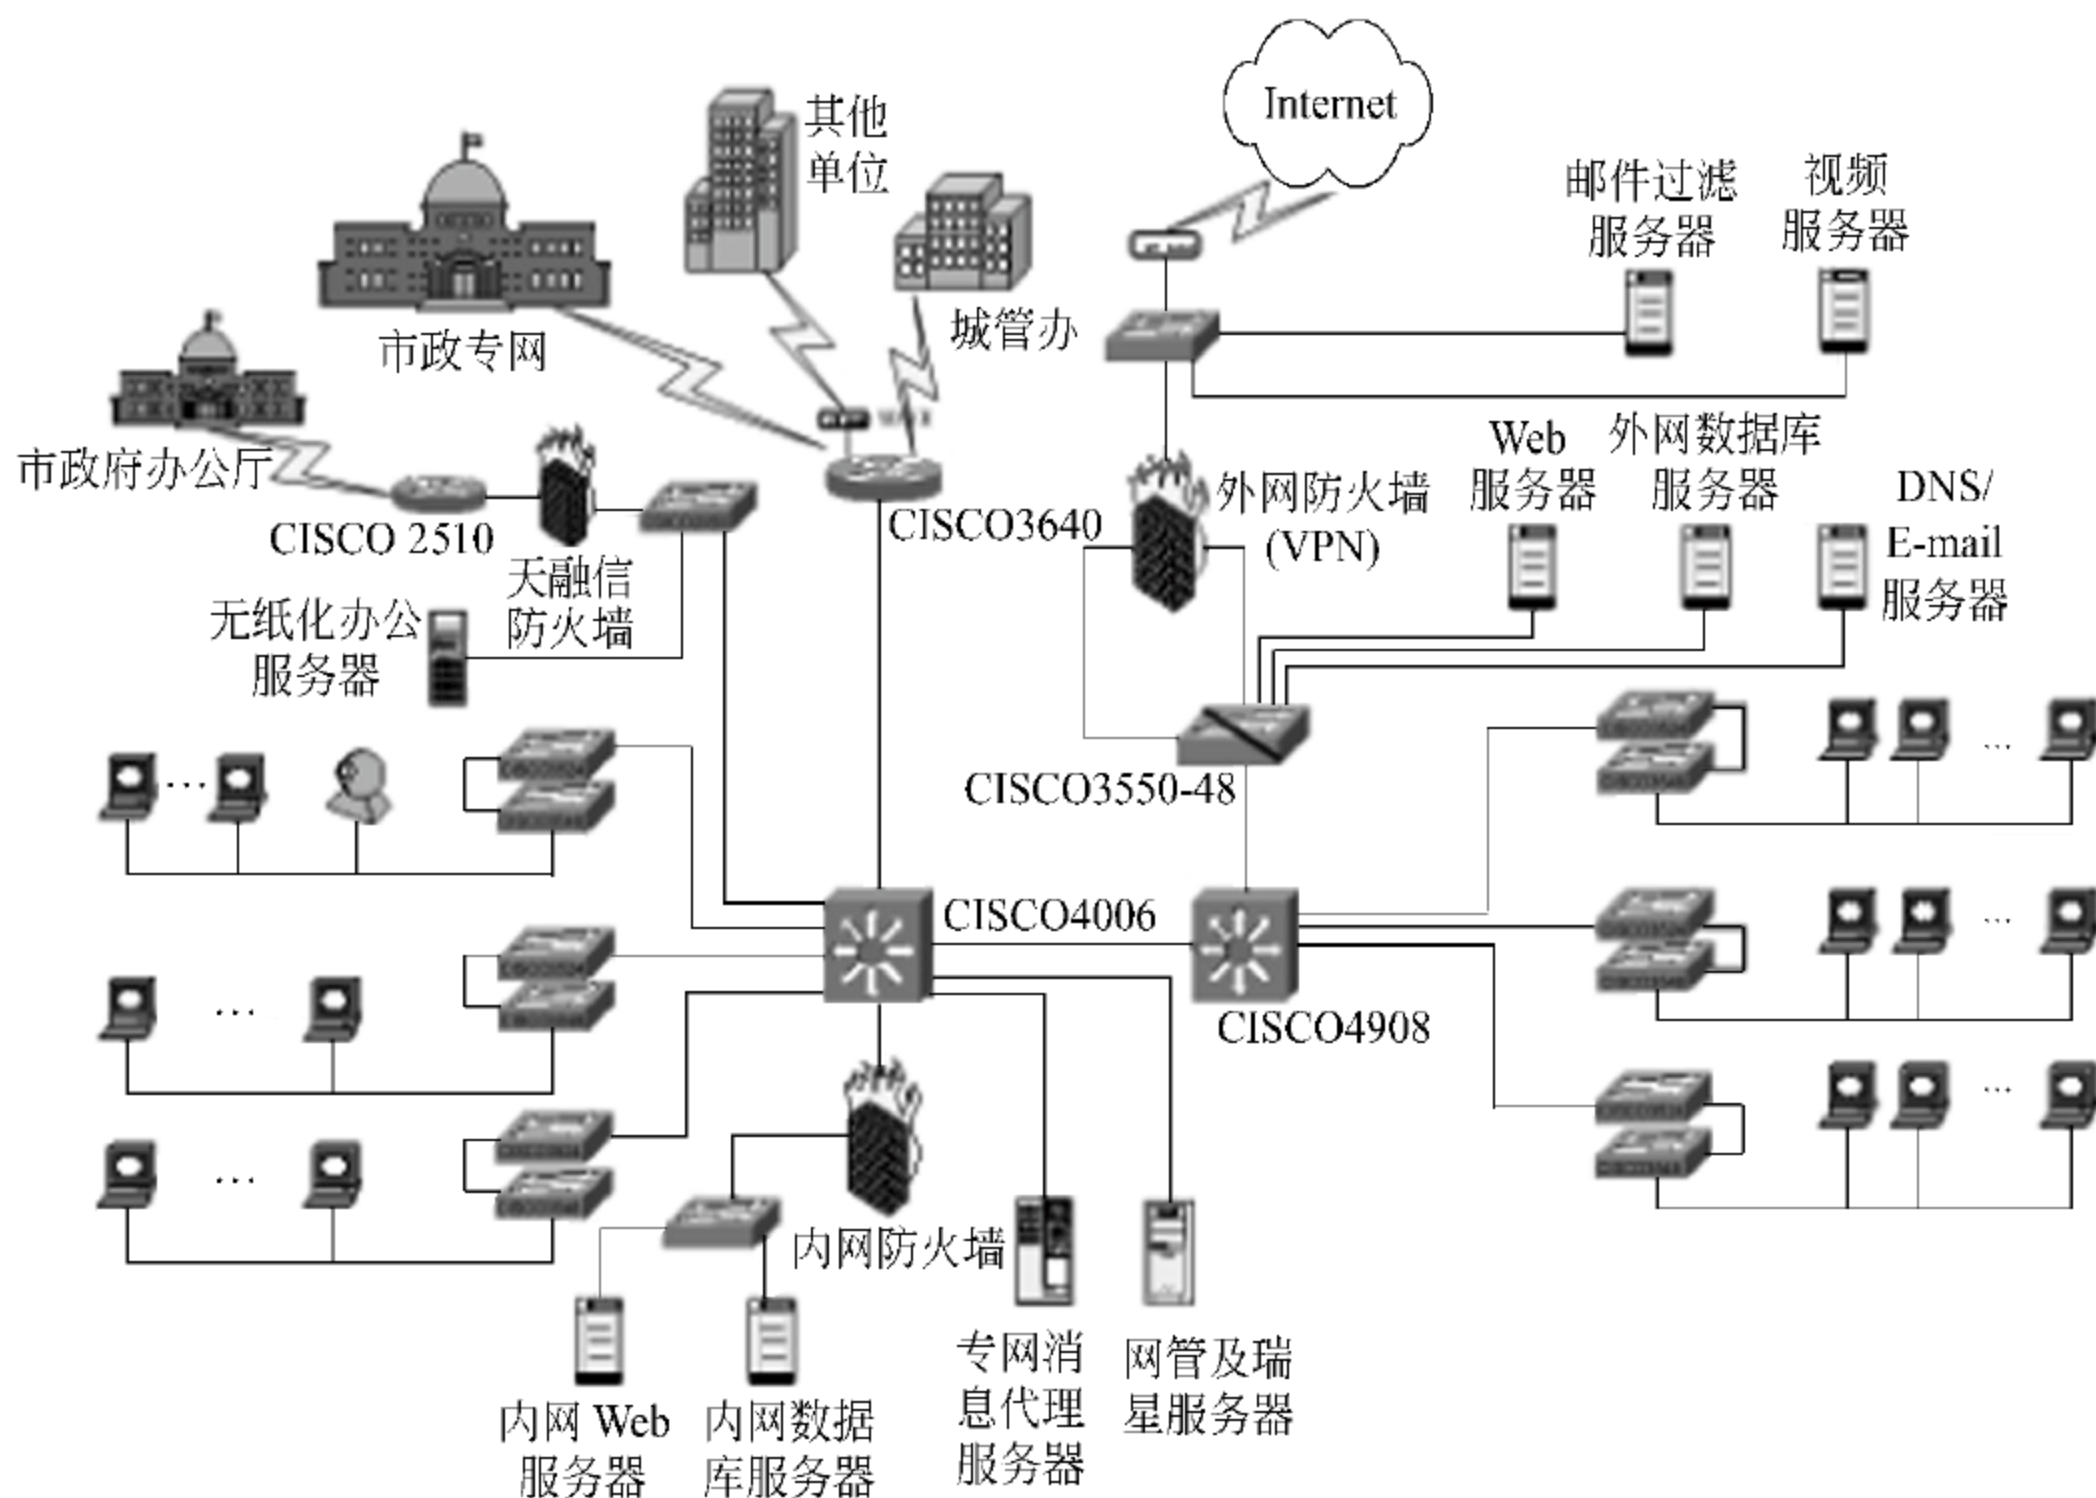 Internet
其他
单位
邮件过滤
服务器
视频
服务器
城管办
市政专网
市政府办公厅
CISCO 2510
天融信
防火墙
CISCO3640
外网防火墙
(VPN)
Web
服务器
外网数据库
服务器
DNS/
E-mail
服务器
无纸化办公
服务器
CISCO3550-48
...
...
CISCO4006
...
...
CISCO4908
...
...
内网防火墙
专网消
息代理
服务器
网管及瑞
星服务器
内网 Web
服务器
内网数据
库服务器